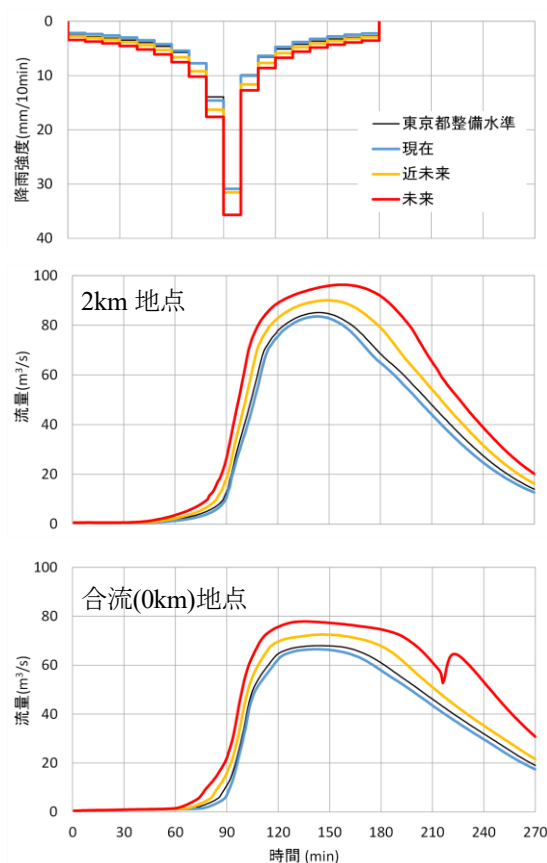 0
10
20
30
40
降雨強度(mm/10min)
東京都整備水準
現在
近未来
未来
100
80
60
40
20
0
流量(m³/s)
2km 地点
100
80
60
40
20
0
流量(m³/s)
合流(0km)地点
0 30 60 90 120 150 180 210 240 270
時間 (min)